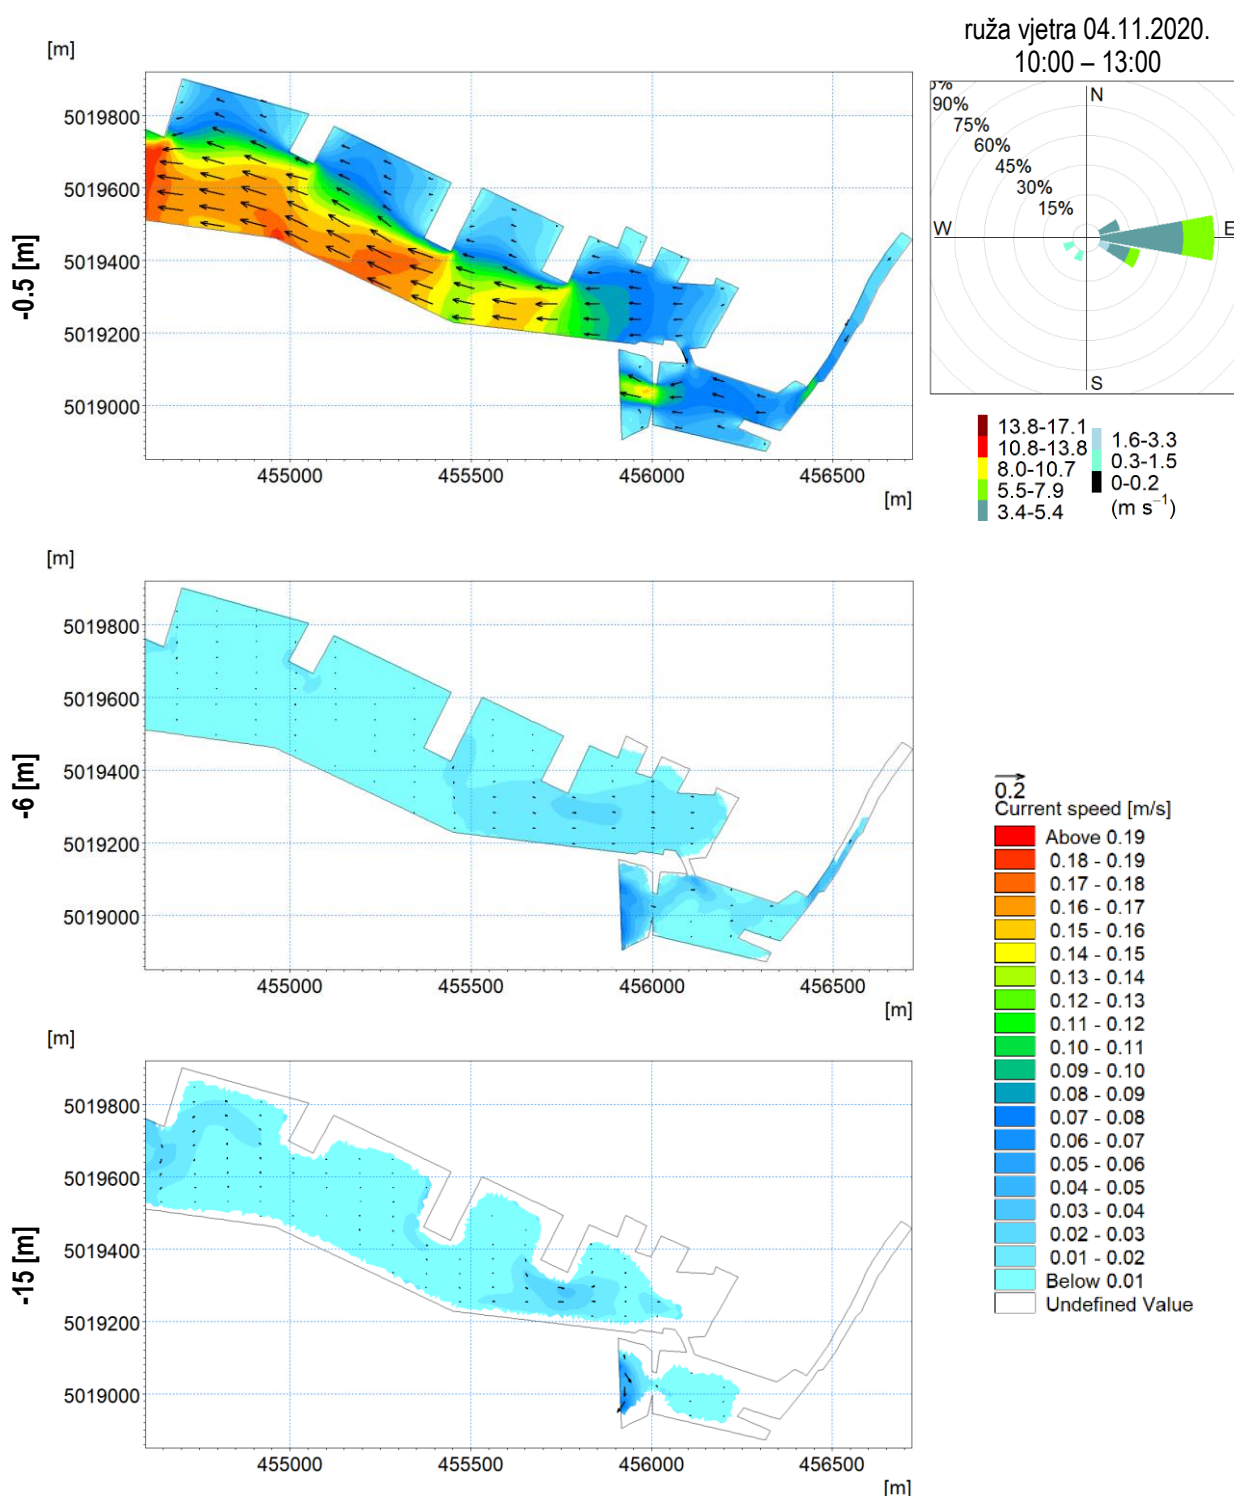 ruža vjetra 04.11.2020.
10:00 – 13:00
[m]
5019800
5019600
5019400
5019200
5019000
-0.5 [m]
455000
455500
456000
456500
[m]
90%
75%
60%
45%
30%
15%
N
W
E
S
13.8-17.1
10.8-13.8
8.0-10.7
5.5-7.9
3.4-5.4
1.6-3.3
0.3-1.5
0-0.2
(m s⁻¹)
[m]
5019800
5019600
5019400
5019200
5019000
-6 [m]
455000
455500
456000
456500
[m]
0.2
Current speed [m/s]
Above 0.19
0.18 - 0.19
0.17 - 0.18
0.16 - 0.17
0.15 - 0.16
0.14 - 0.15
0.13 - 0.14
0.12 - 0.13
0.11 - 0.12
0.10 - 0.11
0.09 - 0.10
0.08 - 0.09
0.07 - 0.08
0.06 - 0.07
0.05 - 0.06
0.04 - 0.05
0.03 - 0.04
0.02 - 0.03
0.01 - 0.02
Below 0.01
Undefined Value
[m]
5019800
5019600
5019400
5019200
5019000
-15 [m]
455000
455500
456000
456500
[m]